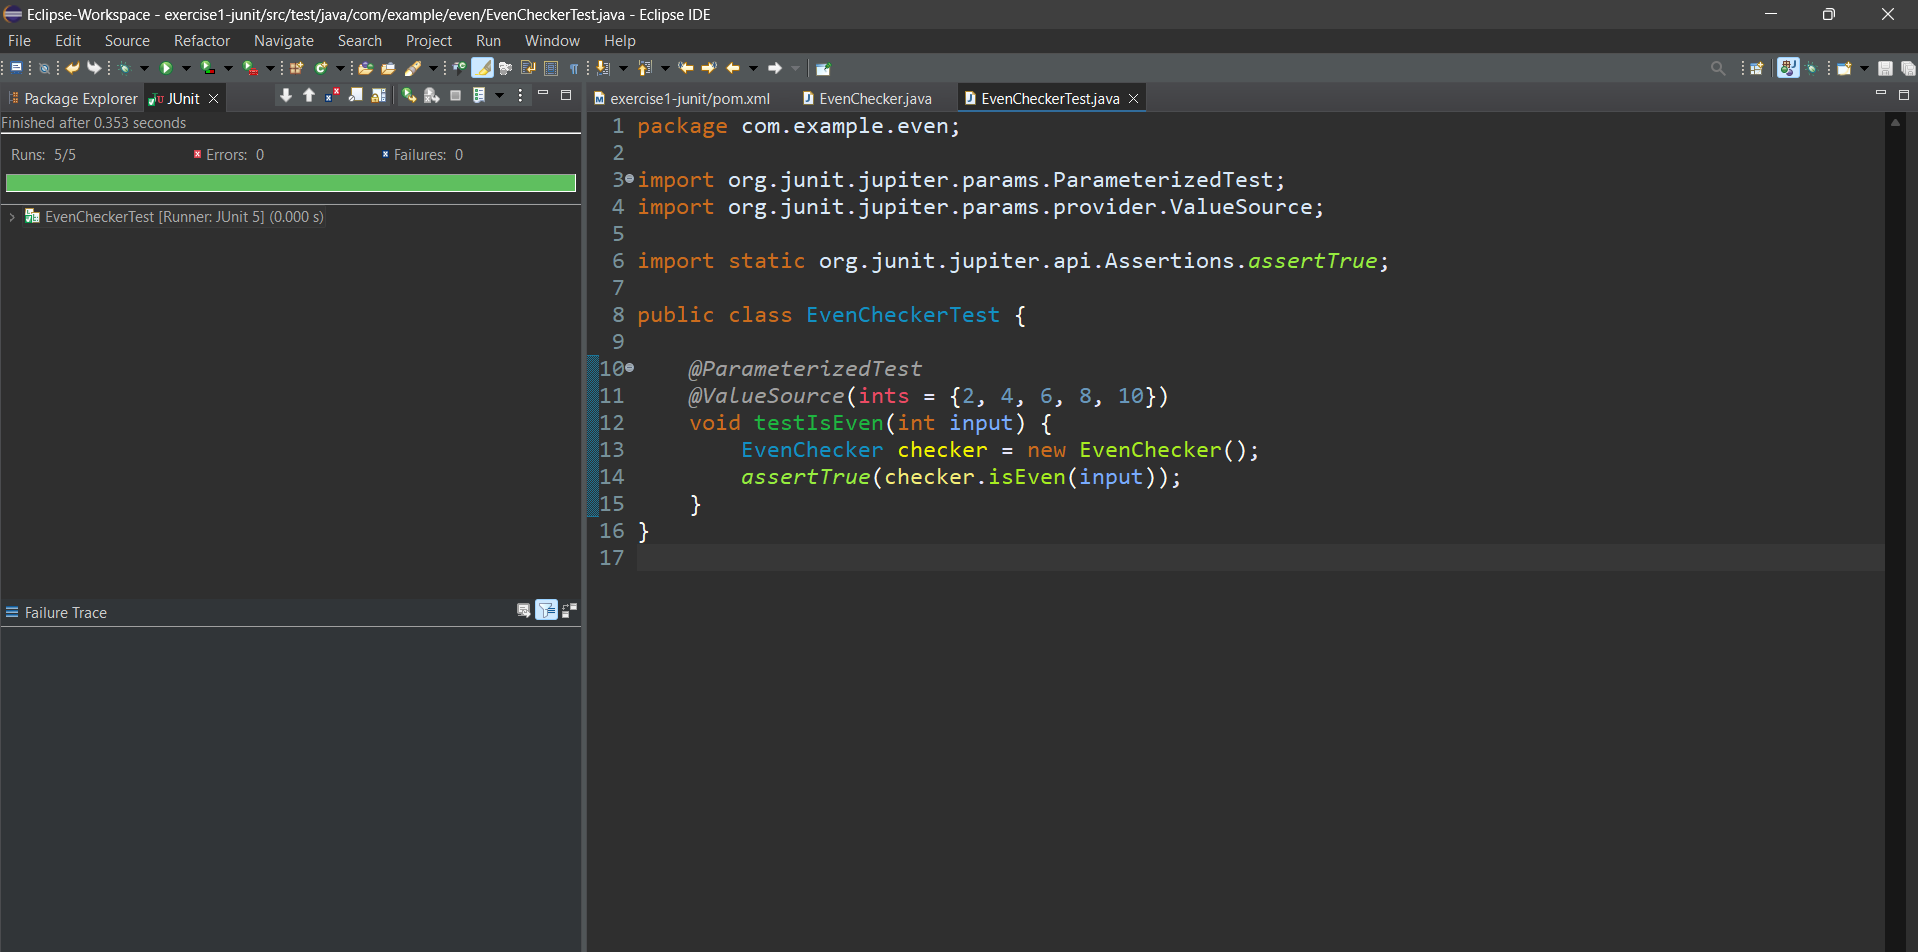 Eclipse-Workspace - exercise1-junit/src/test/java/com/example/even/EvenCheckerTest.java - Eclipse IDE
File Edit Source Refactor Navigate Search Project Run Window Help
Package Explorer JUnit
exercise1-junit/pom.xml EvenChecker.java EvenCheckerTest.java
Finished after 0.353 seconds
Runs: 5/5 Errors: 0 Failures: 0
EvenCheckerTest [Runner: JUnit 5] (0.000 s)
Failure Trace
1 package com.example.even;
2
3 import org.junit.jupiter.params.ParameterizedTest;
4 import org.junit.jupiter.params.provider.ValueSource;
5
6 import static org.junit.jupiter.api.Assertions.assertTrue;
7
8 public class EvenCheckerTest {
9
10     @ParameterizedTest
11     @ValueSource(ints = {2, 4, 6, 8, 10})
12     void testIsEven(int input) {
13         EvenChecker checker = new EvenChecker();
14         assertTrue(checker.isEven(input));
15     }
16 }
17